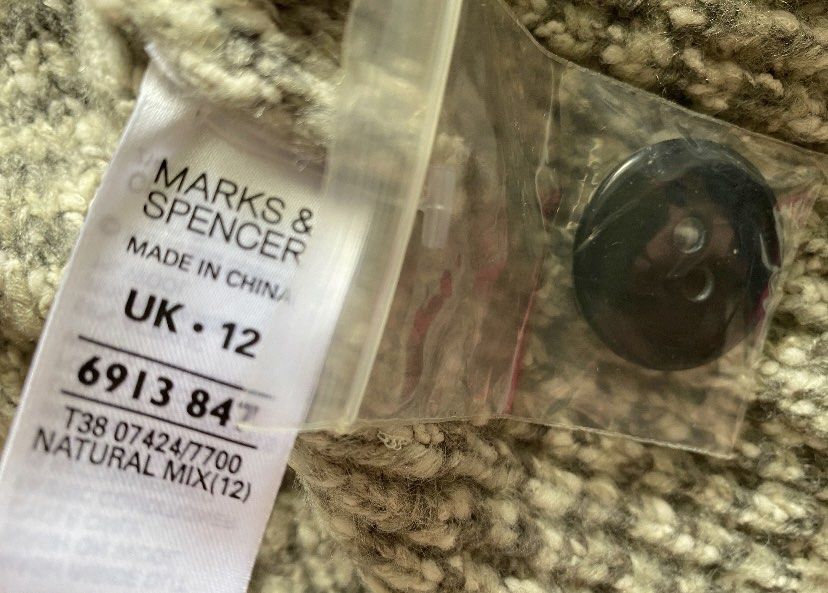 MARKS &
SPENCER
MADE IN CHINA
UK • 12
6913 84
T38 07424/7700
NATURAL MIX(12)